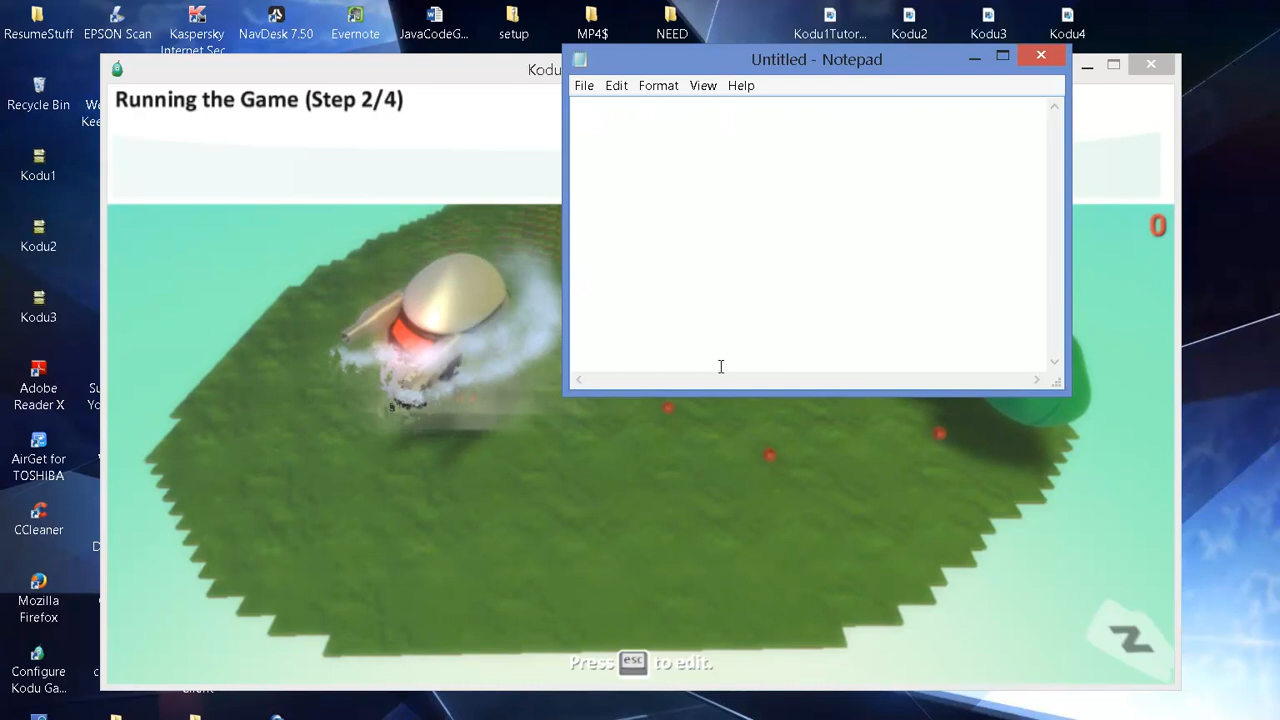 ResumeStuff
EPSON Scan
Kaspersky
Internet Sec
NavDesk 7.50
Evernote
JavaCodeG...
setup
MP4$
NEED
Kodu1Tutor...
Kodu2
Kodu3
Kodu4
Untitled - Notepad
File Edit Format View Help
Kodu
Running the Game (Step 2/4)
0
Recycle Bin
Kodu1
Kodu2
Kodu3
Adobe
Reader X
AirGet for
TOSHIBA
CCleaner
Mozilla
Firefox
Configure
Kodu Ga...
Press esc to edit.